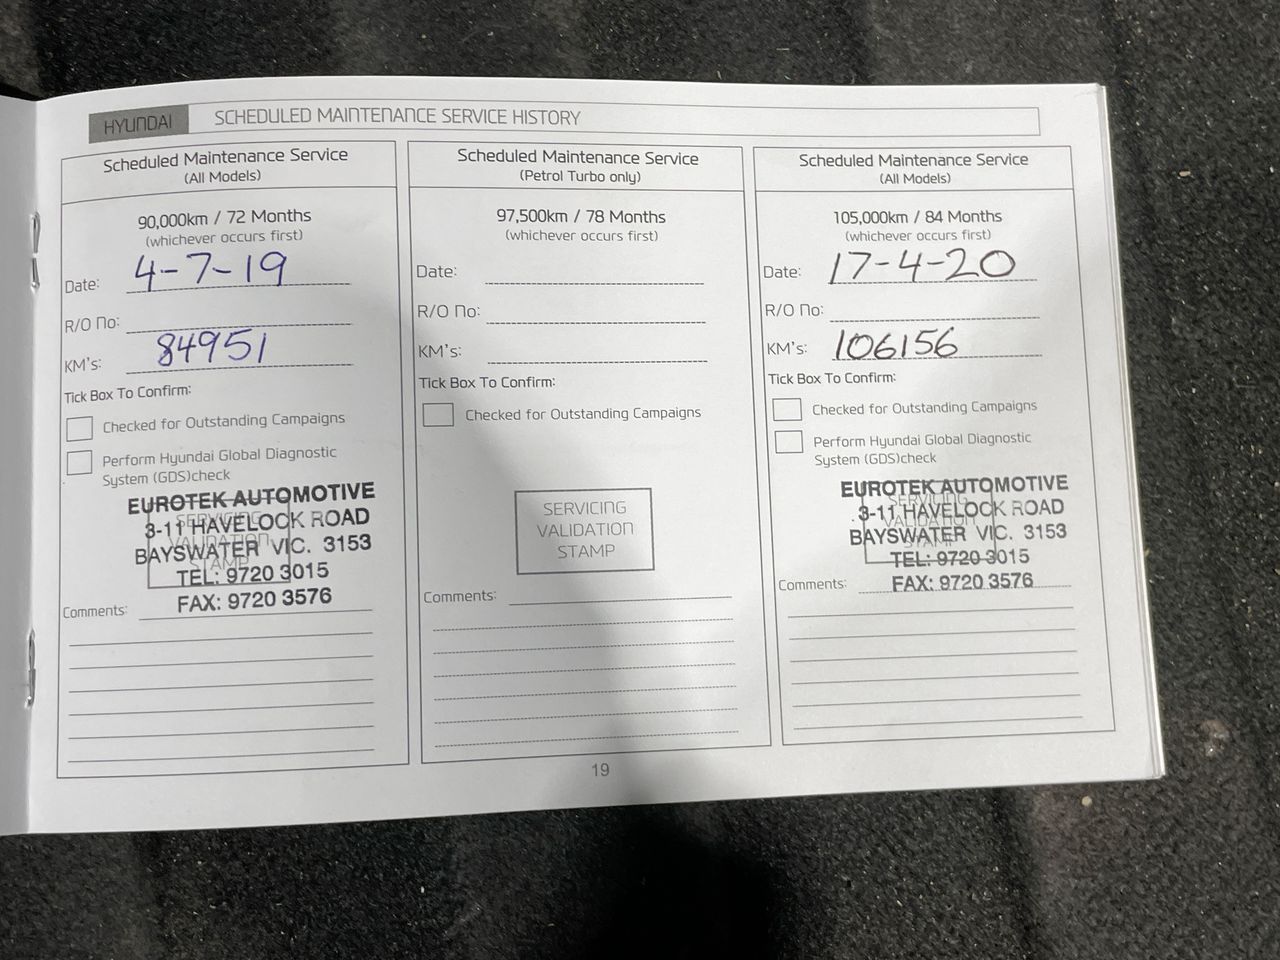 HYUNDAI SCHEDULED MAINTENANCE SERVICE HISTORY
Scheduled Maintenance Service
(All Models)
90,000km / 72 Months
(whichever occurs first)
Date: 4-7-19
R/O No:
KM's: 84951
Tick Box To Confirm:
Checked for Outstanding Campaigns
Perform Hyundai Global Diagnostic
System (GDS)check
SERVICING
VALIDATION
STAMP
EUROTEK AUTOMOTIVE
3-11 HAVELOCK ROAD
BAYSWATER VIC. 3153
TEL: 9720 3015
FAX: 9720 3576
Comments:
Scheduled Maintenance Service
(Petrol Turbo only)
97,500km / 78 Months
(whichever occurs first)
Date:
R/O No:
KM's:
Tick Box To Confirm:
Checked for Outstanding Campaigns
SERVICING
VALIDATION
STAMP
Comments:
Scheduled Maintenance Service
(All Models)
105,000km / 84 Months
(whichever occurs first)
Date: 17-4-20
R/O No:
KM's: 106156
Tick Box To Confirm:
Checked for Outstanding Campaigns
Perform Hyundai Global Diagnostic
System (GDS)check
SERVICING
VALIDATION
STAMP
EUROTEK AUTOMOTIVE
3-11 HAVELOCK ROAD
BAYSWATER VIC. 3153
TEL: 9720 3015
FAX: 9720 3576
Comments:
19